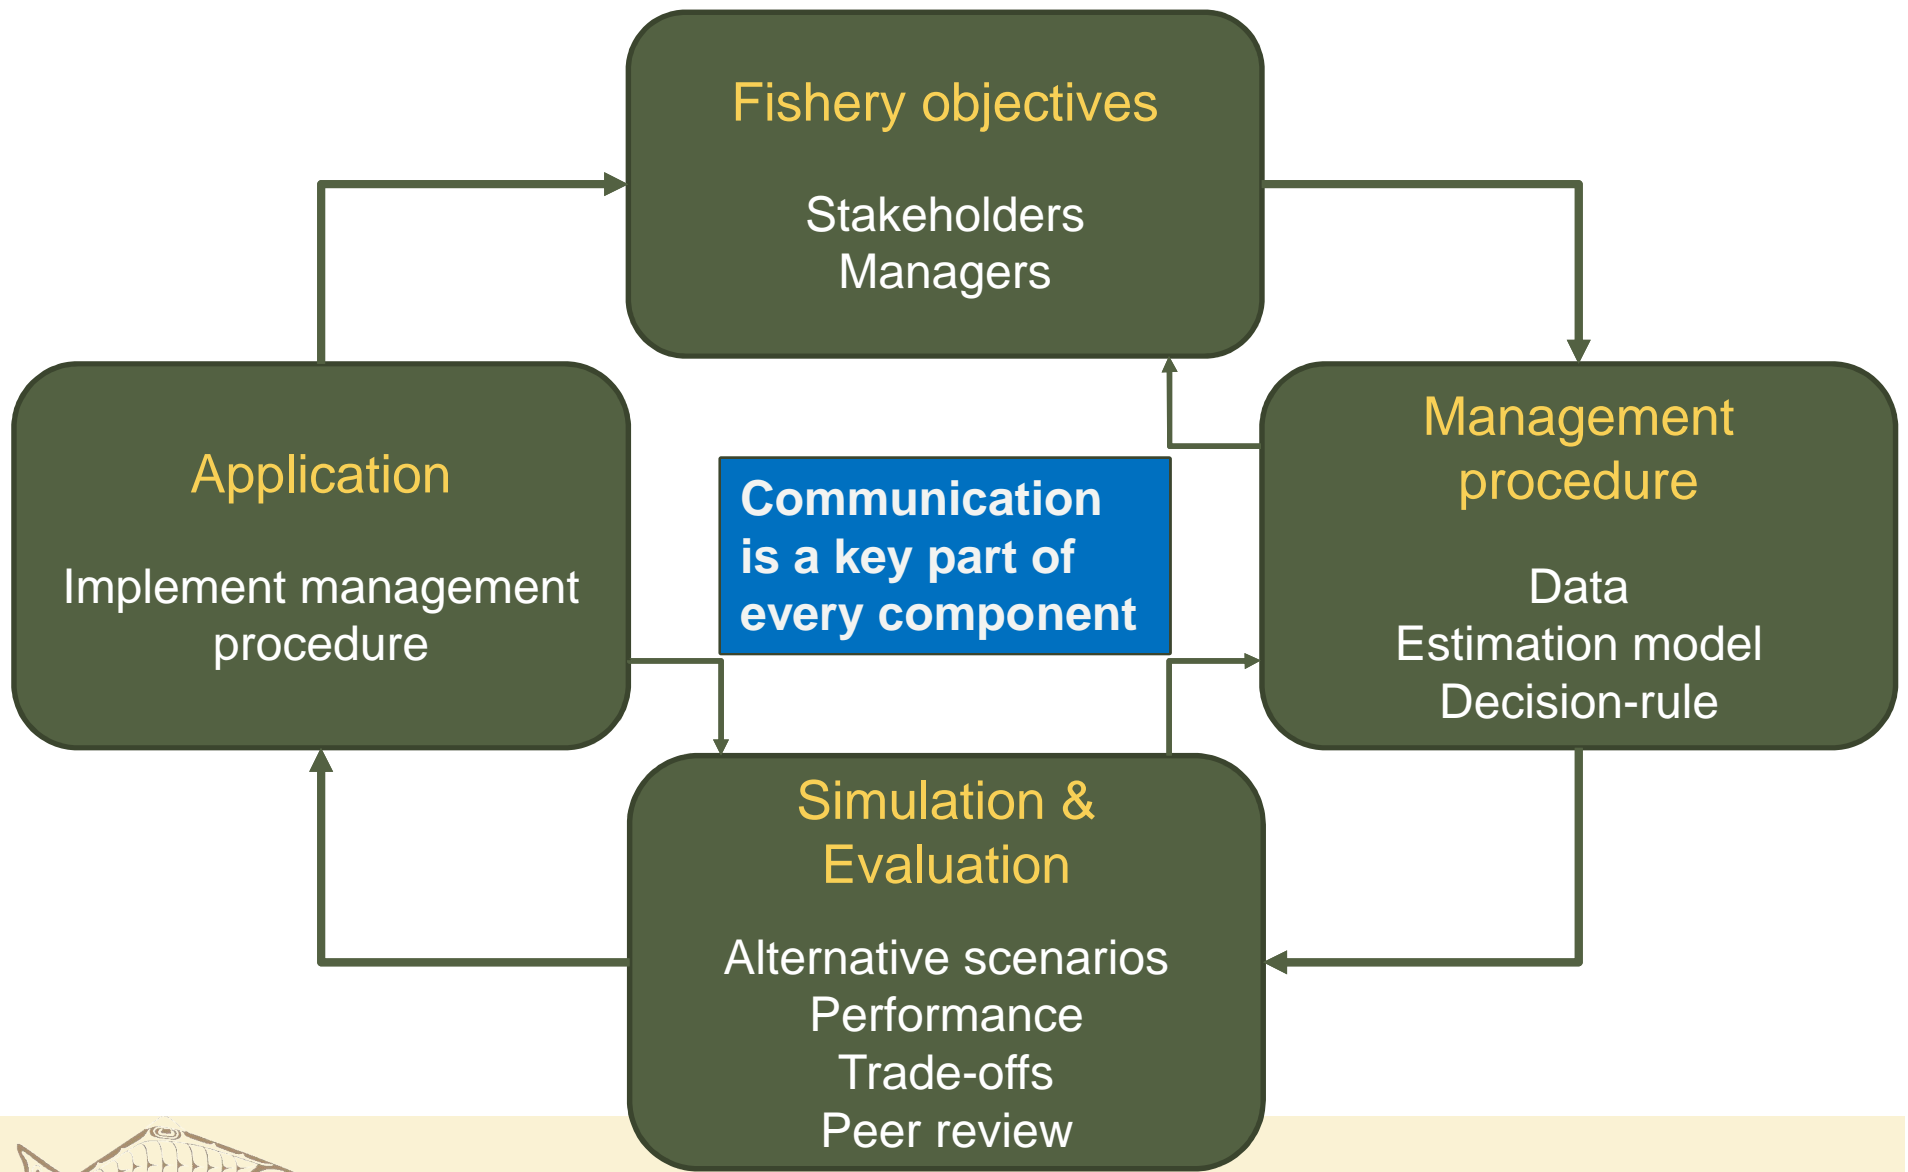 Fishery objectives
Stakeholders
Managers
Application
Implement management
procedure
Communication
is a key part of
every component
Management
procedure
Data
Estimation model
Decision-rule
Simulation &
Evaluation
Alternative scenarios
Performance
Trade-offs
Peer review